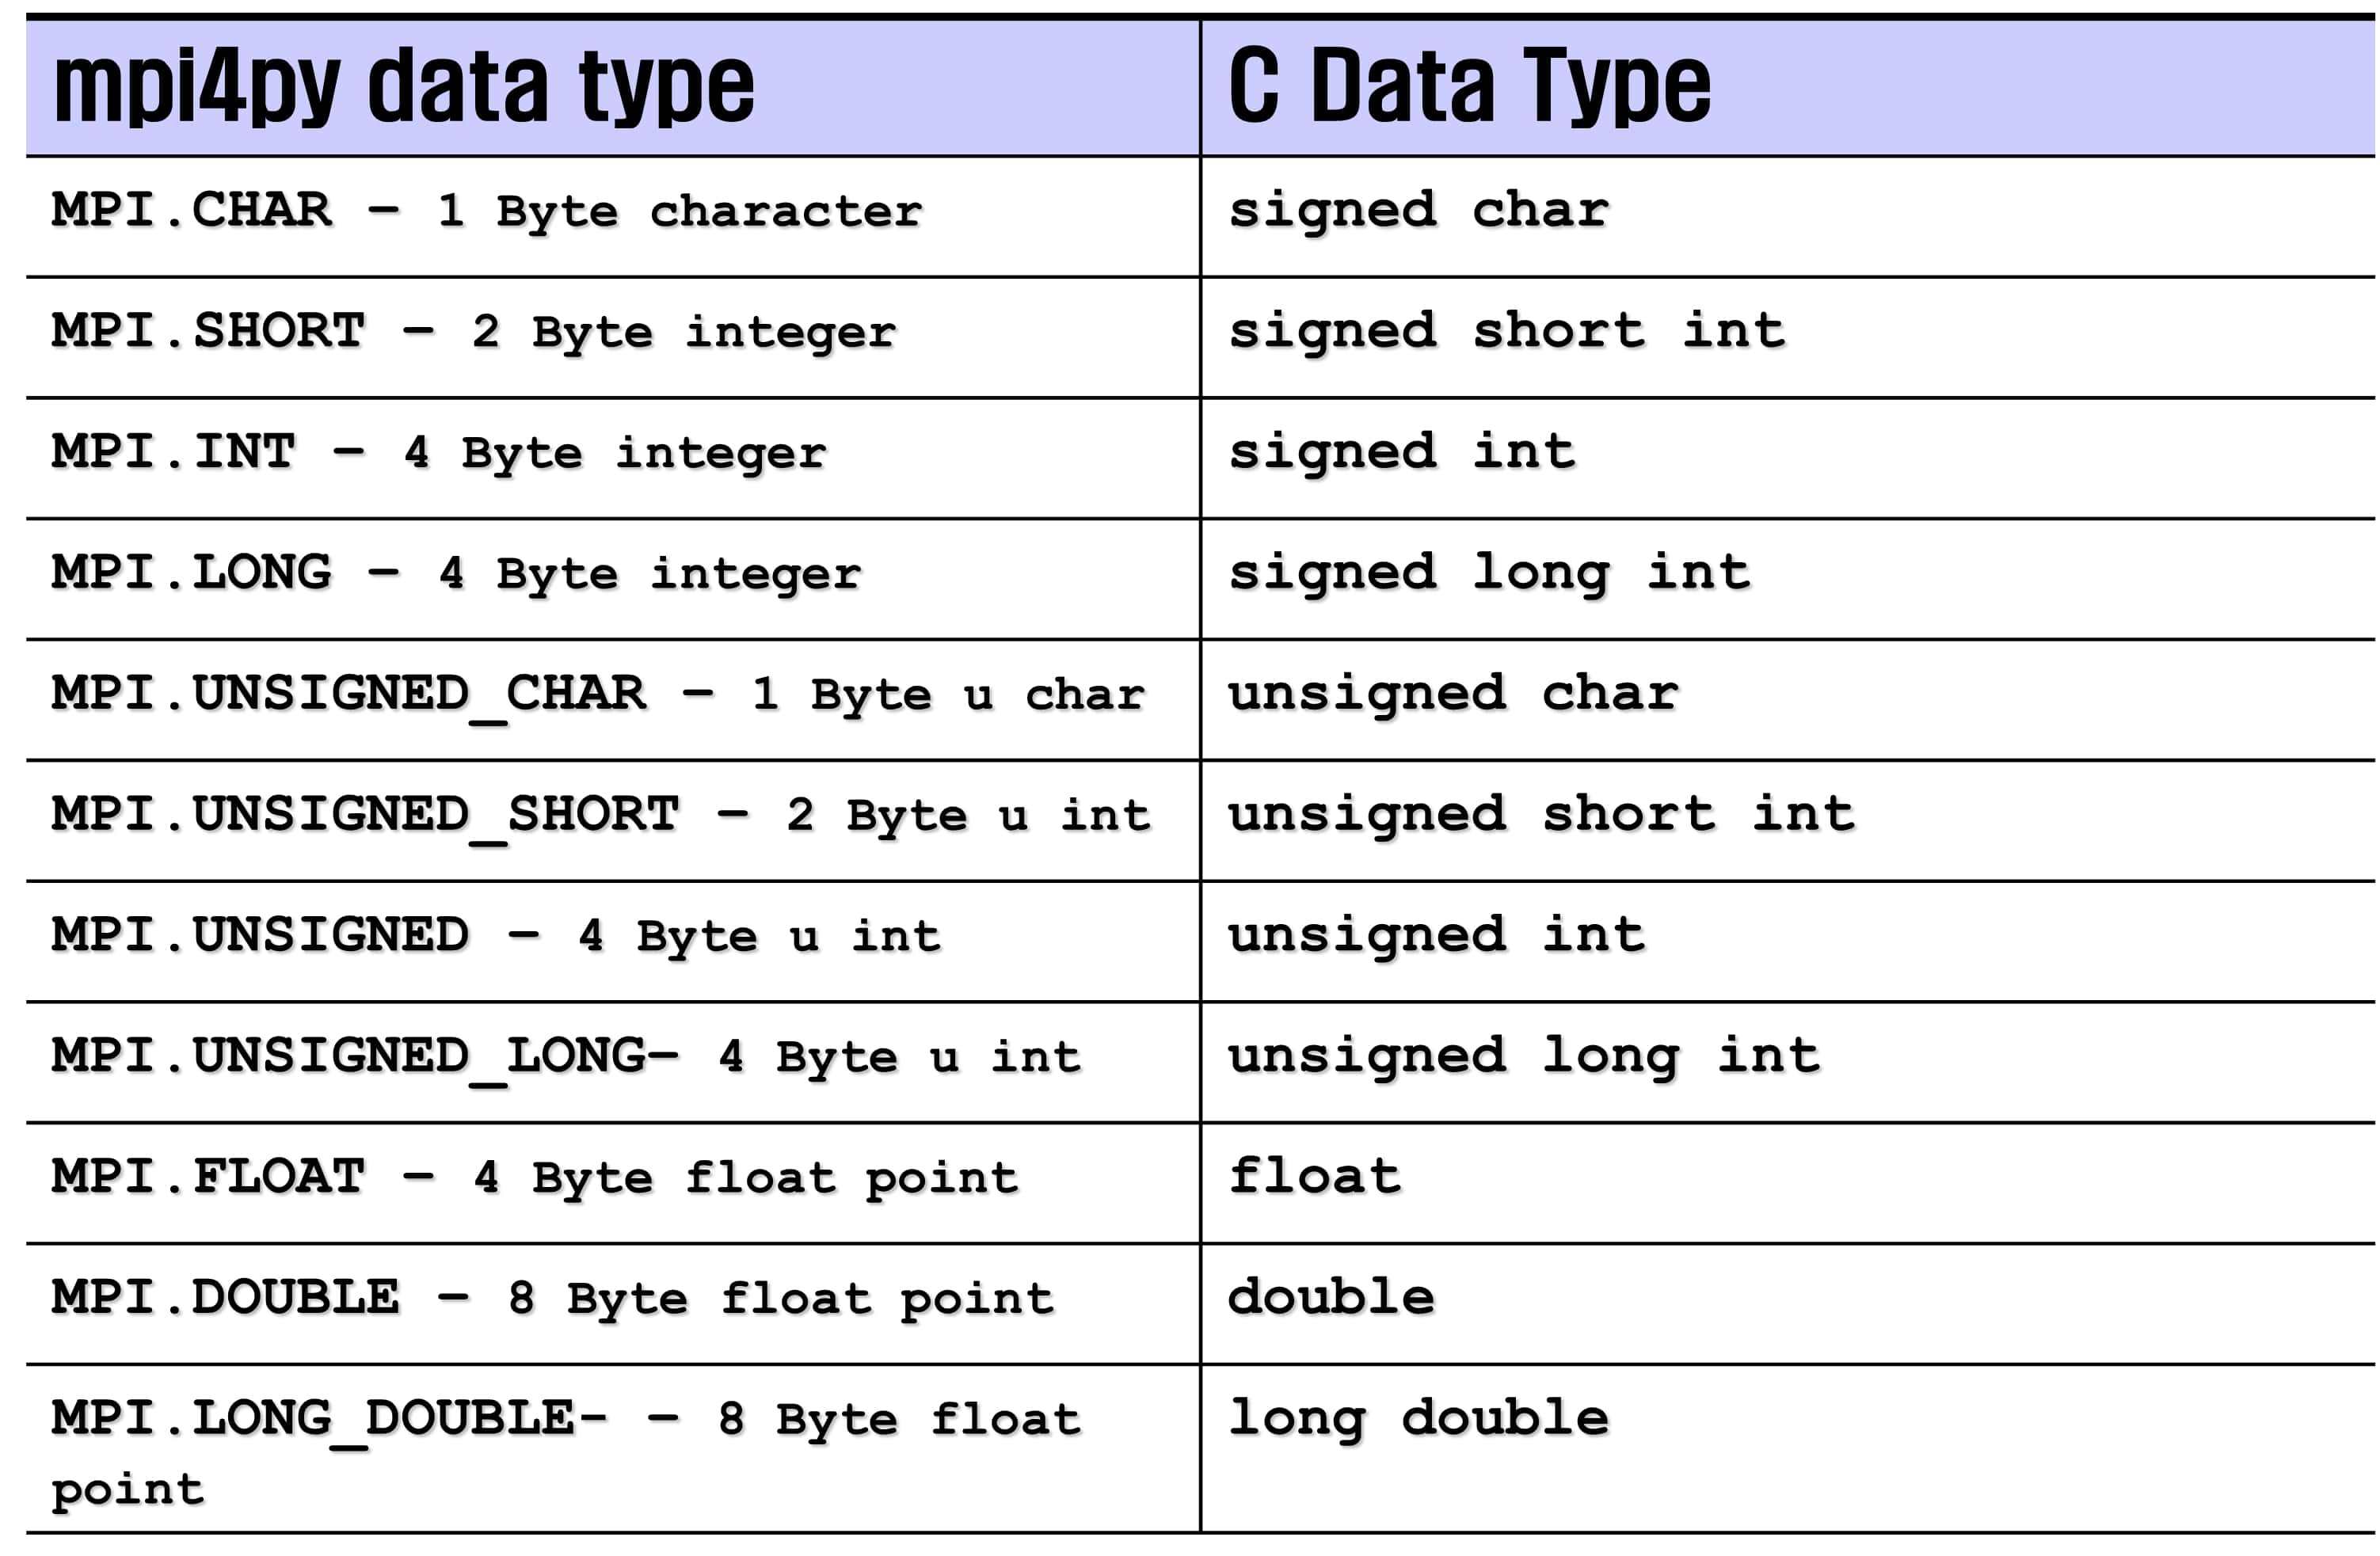 mpi4py data type C Data Type
MPI.CHAR – 1 Byte character signed char
MPI.SHORT – 2 Byte integer signed short int
MPI.INT – 4 Byte integer signed int
MPI.LONG – 4 Byte integer signed long int
MPI.UNSIGNED_CHAR – 1 Byte u char unsigned char
MPI.UNSIGNED_SHORT – 2 Byte u int unsigned short int
MPI.UNSIGNED – 4 Byte u int unsigned int
MPI.UNSIGNED_LONG– 4 Byte u int unsigned long int
MPI.FLOAT – 4 Byte float point float
MPI.DOUBLE – 8 Byte float point double
MPI.LONG_DOUBLE- – 8 Byte float long double
point